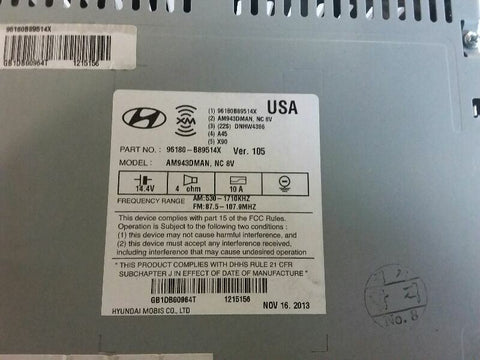 96180B89514X
GB1DB60964T 1215156
XM
(1) 96180B89514X
(2) AM943DMAN, NC 8V
(3) (22S) DNHW4366
(4) A45
(5) X90
USA
PART NO. : 96180-B89514X Ver. 105
MODEL : AM943DMAN, NC 8V
14.4V 4 ohm 10 A
FREQUENCY RANGE AM:530-1710KHZ
FM:87.5-107.9MHZ
This device complies with part 15 of the FCC Rules.
Operation is Subject to the following two conditions :
(1) this device may not cause harmful interference, and
(2) this device must accept any interference received,
including interference that may cause undesired operation
" THIS PRODUCT COMPLIES WITH DHHS RULE 21 CFR
SUBCHAPTER J IN EFFECT OF DATE OF MANUFACTURE "
GB1DB60964T 1215156
HYUNDAI MOBIS CO., LTD NOV 16. 2013
No. 8